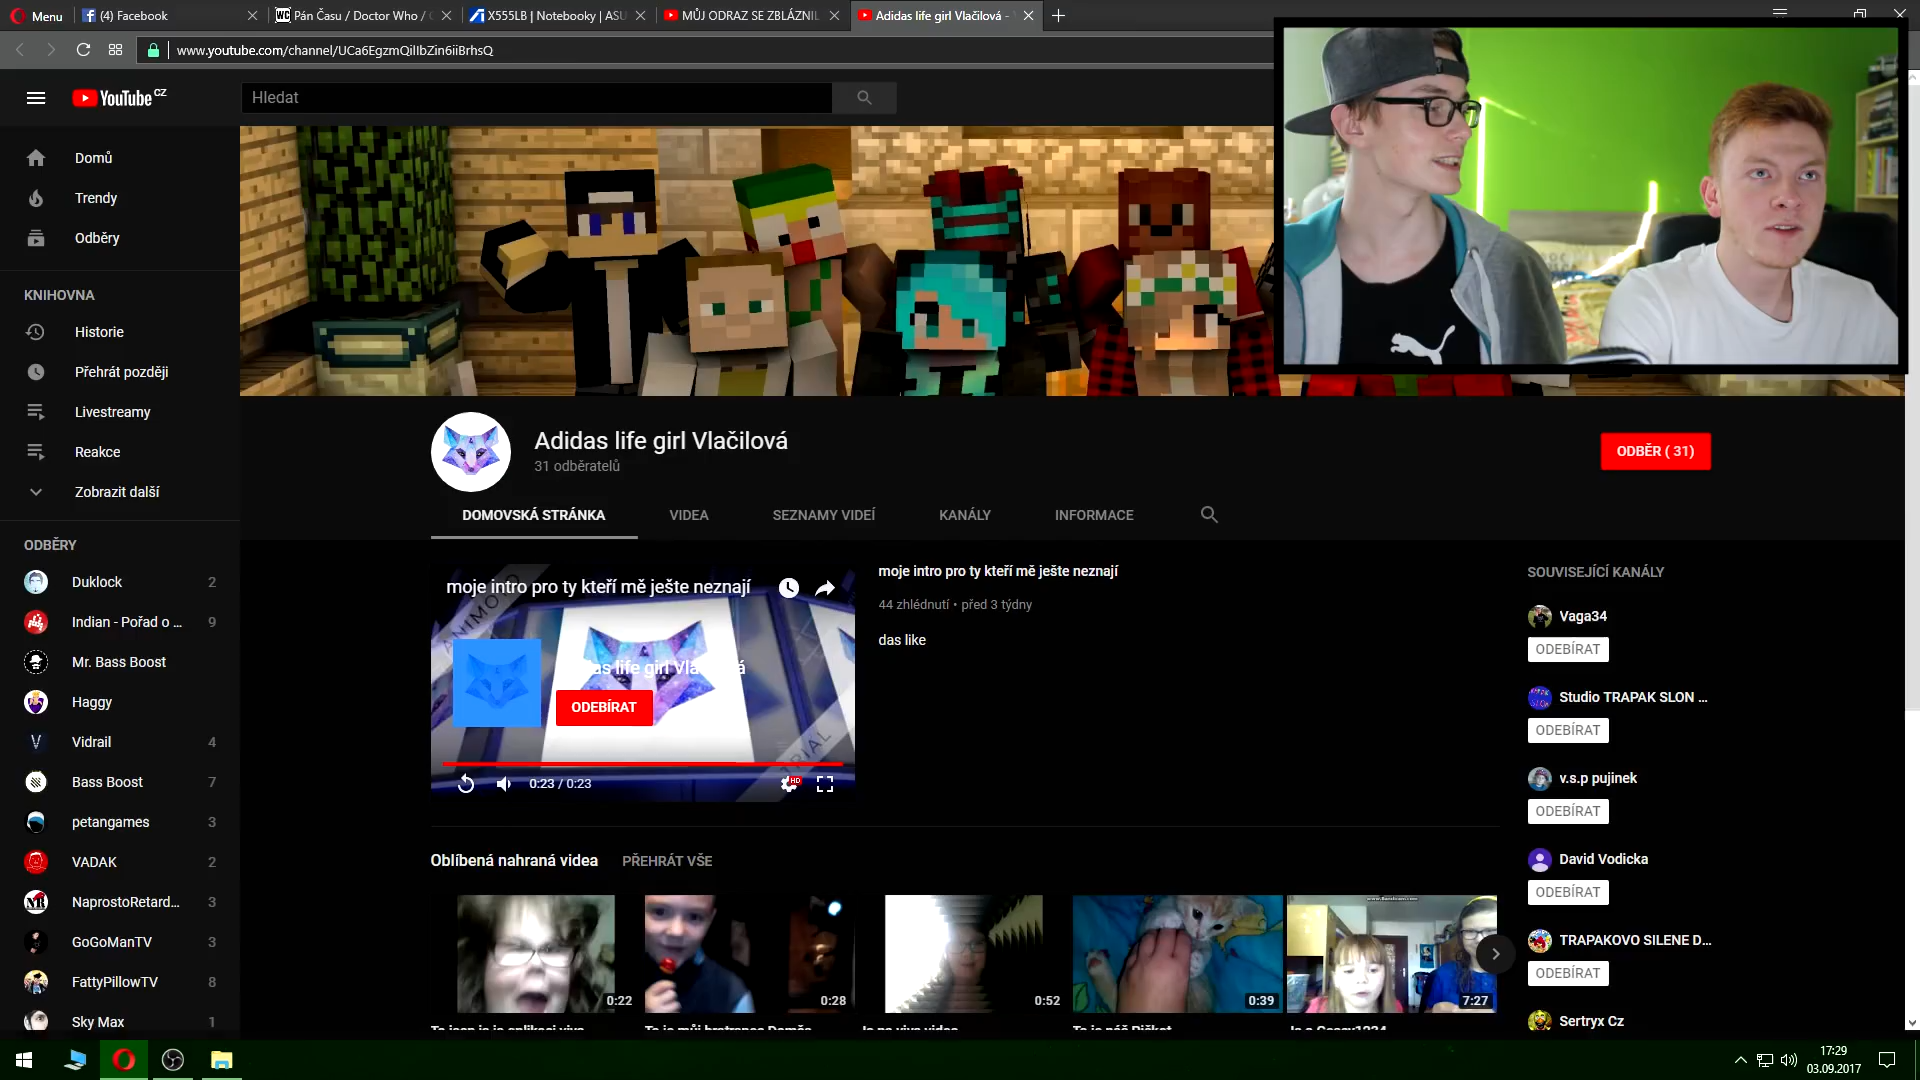 Menu
(4) Facebook
Pán Času / Doctor Who / 
X555LB | Notebooky | ASU
MŮJ ODRAZ SE ZBLÁZNIL
Adidas life girl Vlačilová -
www.youtube.com/channel/UCa6EgzmQiIlbZin6iiBrhsQ
YouTube CZ
Hledat
Domů
Trendy
Odběry
KNIHOVNA
Historie
Přehrát později
Livestreamy
Reakce
Zobrazit další
ODBĚRY
Duklock 2
Indian - Pořad o ... 9
Mr. Bass Boost
Haggy
Vidrail 4
Bass Boost 7
petangames 3
VADAK 2
NaprostoRetard... 3
GoGoManTV 3
FattyPillowTV 8
Sky Max 1
Adidas life girl Vlačilová
31 odběratelů
ODBĚR ( 31)
DOMOVSKÁ STRÁNKA
VIDEA
SEZNAMY VIDEÍ
KANÁLY
INFORMACE
moje intro pro ty kteří mě ješte neznají
ANIMO
life girl
ODEBÍRAT
TRIAL
0:23 / 0:23
HD
moje intro pro ty kteří mě ješte neznají
44 zhlédnutí • před 3 týdny
das like
Oblíbená nahraná videa
PŘEHRÁT VŠE
0:22
0:28
0:52
0:39
7:27
SOUVISEJÍCÍ KANÁLY
Vaga34
ODEBÍRAT
Studio TRAPAK SLON ...
ODEBÍRAT
v.s.p pujinek
ODEBÍRAT
David Vodicka
ODEBÍRAT
TRAPAKOVO SILENE D...
ODEBÍRAT
Sertryx Cz
17:29
03.09.2017